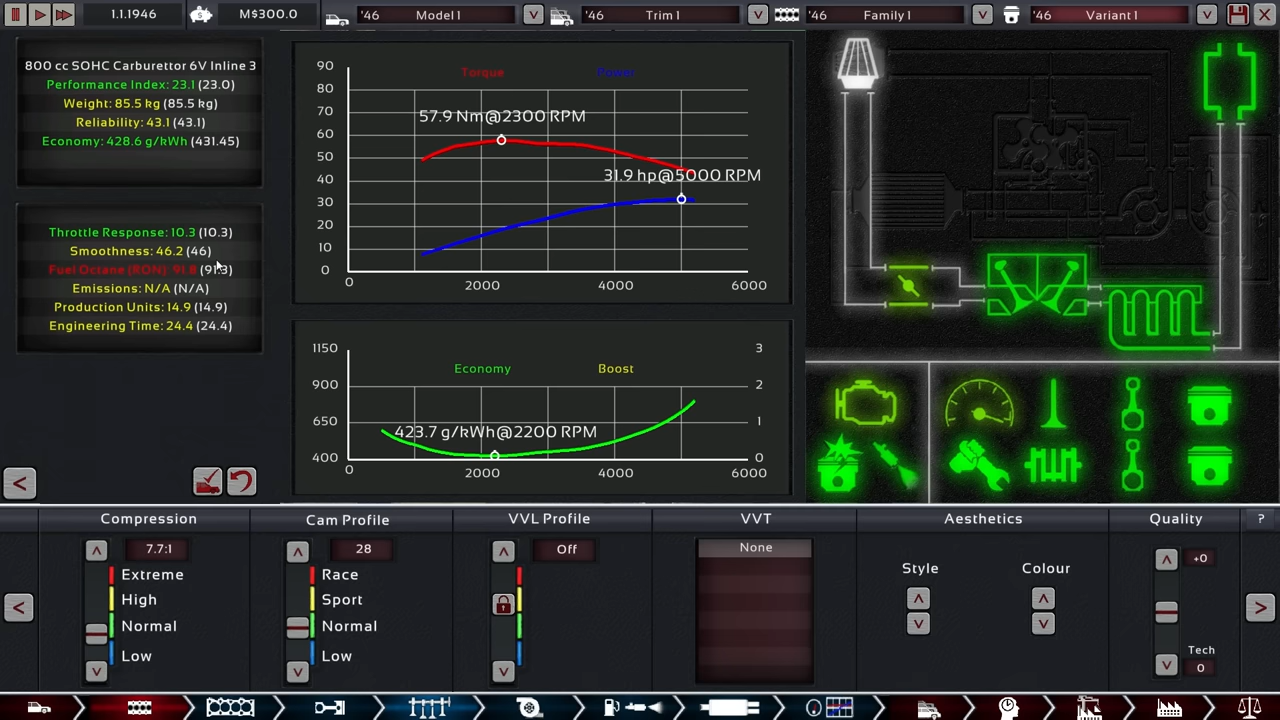 1.1.1946
M$300.0
'46 Model 1
'46 Trim 1
'46 Family 1
'46 Variant 1
800 cc SOHC Carburettor 6V Inline 3
Performance Index: 23.1 (23.0)
Weight: 85.5 kg (85.5 kg)
Reliability: 43.1 (43.1)
Economy: 428.6 g/kWh (431.45)
Throttle Response: 10.3 (10.3)
Smoothness: 46.2 (46)
Fuel Octane (RON): 91.8 (91.3)
Emissions: N/A (N/A)
Production Units: 14.9 (14.9)
Engineering Time: 24.4 (24.4)
90
80
70
60
50
40
30
20
10
0
Torque
Power
57.9 Nm@2300 RPM
31.9 hp@5000 RPM
2000
4000
6000
1150
900
650
400
Economy
Boost
3
2
1
0
423.7 g/kWh@2200 RPM
0
2000
4000
6000
<
Compression
Cam Profile
VVL Profile
VVT
Aesthetics
Quality
?
7.7:1
Extreme
High
Normal
Low
28
Race
Sport
Normal
Low
Off
None
Style
Colour
+0
Tech
0
<
>